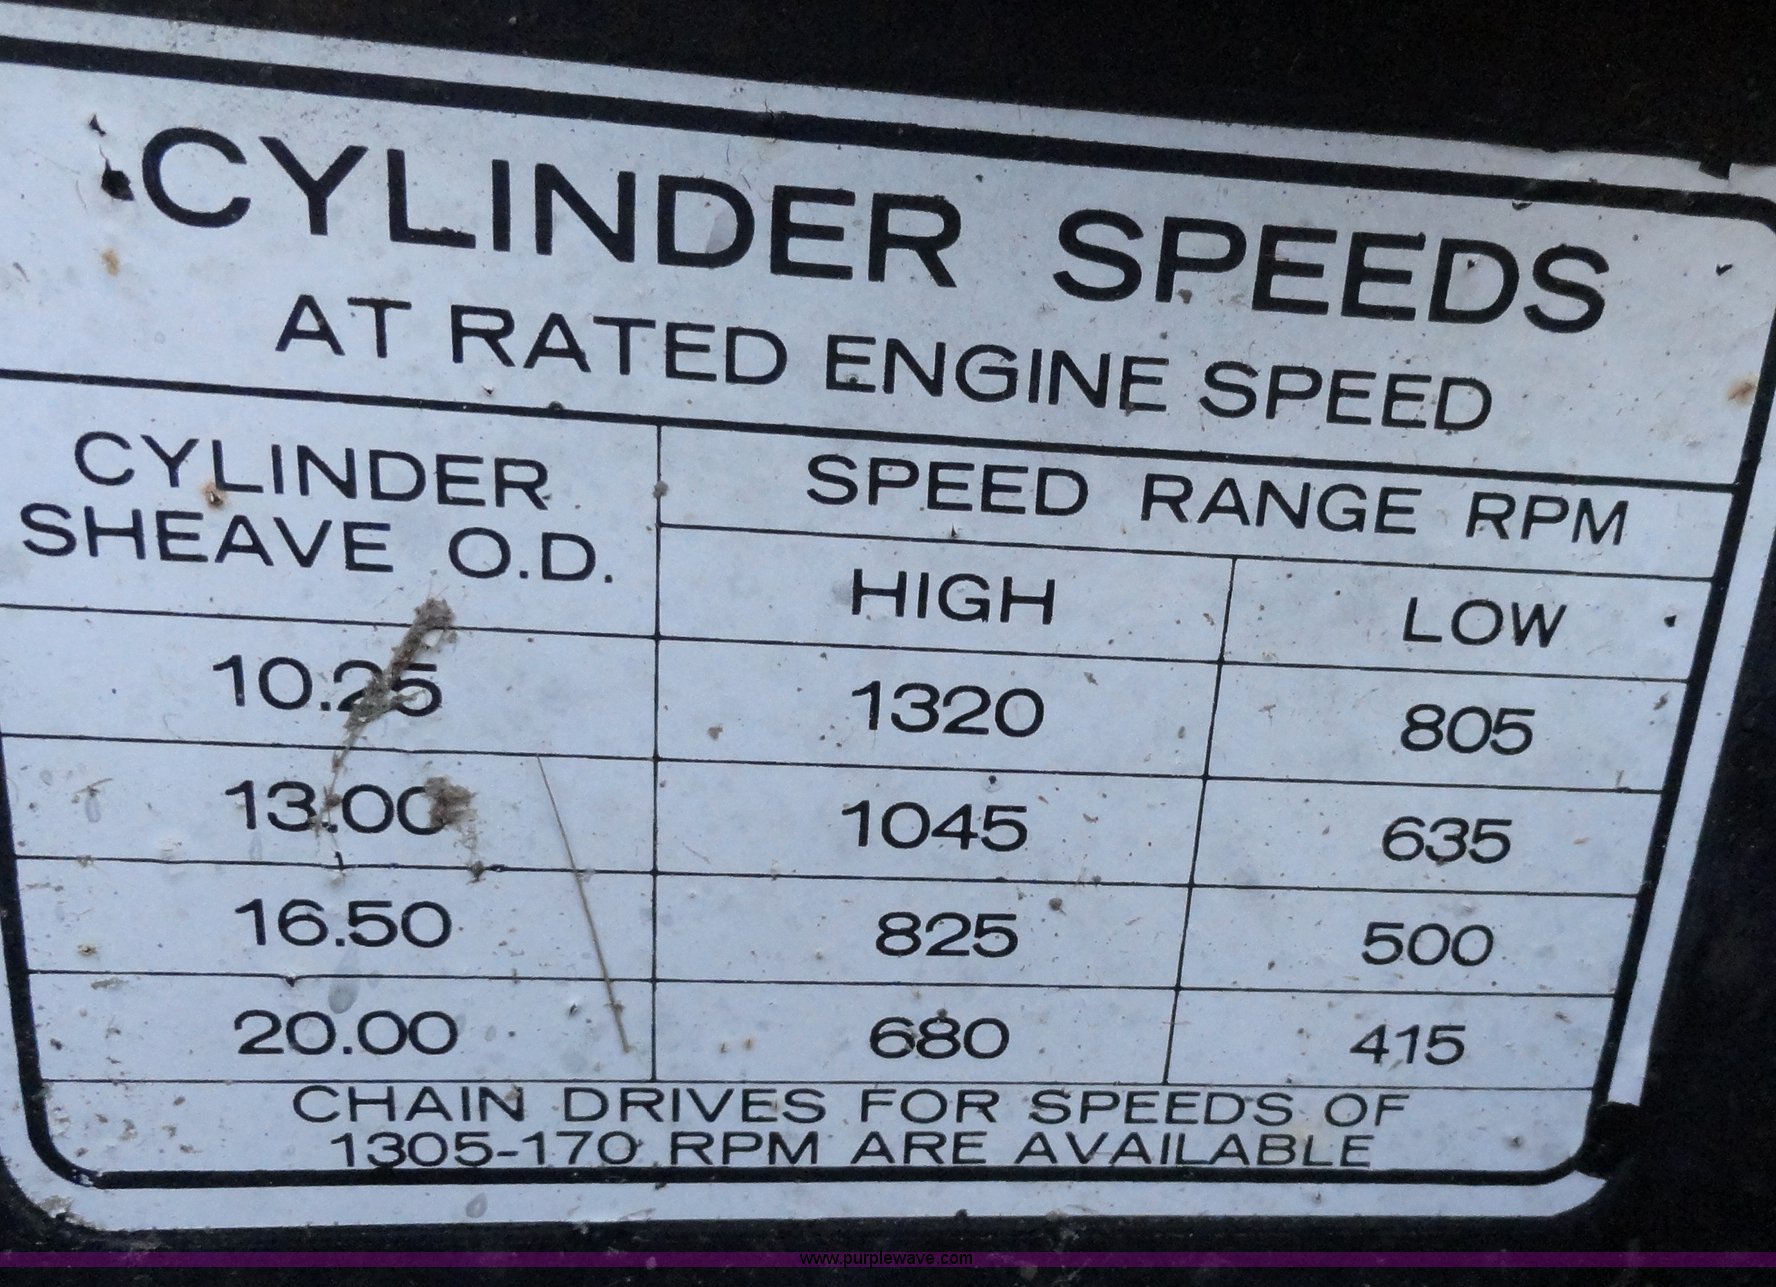 CYLINDER SPEEDS
AT RATED ENGINE SPEED
CYLINDER
SHEAVE O.D.
SPEED RANGE RPM
HIGH LOW
10.25 1320 805
13.00 1045 635
16.50 825 500
20.00 680 415
CHAIN DRIVES FOR SPEEDS OF
1305-170 RPM ARE AVAILABLE
www.purplewave.com